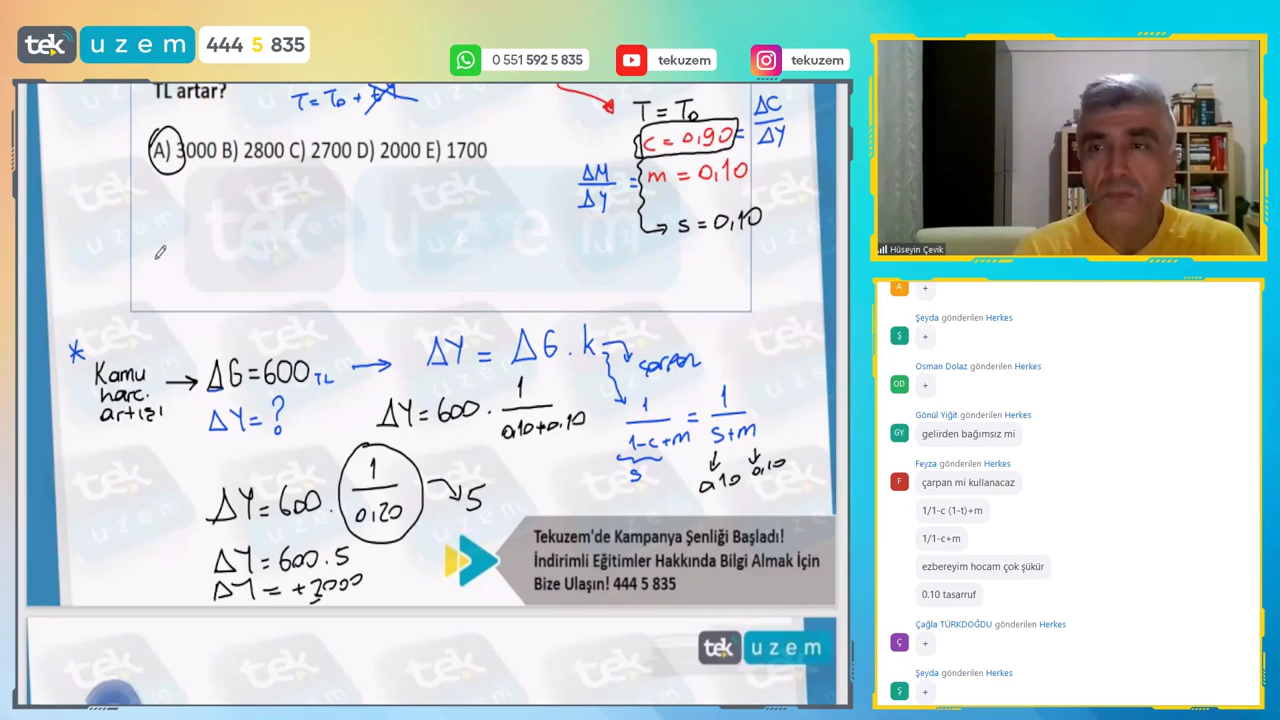 tek uzem 444 5 835
0 551 592 5 835
tekuzem
tekuzem
TL artar?
T = T₀ +
A) 3000 B) 2800 C) 2700 D) 2000 E) 1700
T = T₀
c = 0,90 = ΔC/ΔY
ΔM/ΔY = m = 0,10
→ s = 0,10
* Kamu harc. artışı → ΔG = 600 TL → ΔY = ΔG . k
çarpan
ΔY = ?
ΔY = 600 . 1/0,10+0,10
1/1-c+m = 1/s+m
s
0,10 0,10
ΔY = 600 . 1/0,20 → 5
ΔY = 600 . 5
ΔY = +3000
Tekuzem'de Kampanya Şenliği Başladı!
İndirimli Eğitimler Hakkında Bilgi Almak İçin
Bize Ulaşın! 444 5 835
tek uzem
Hüseyin Çevik
A
+
Şeyda gönderilen Herkes
Ş
+
Osman Dolaz gönderilen Herkes
OD
+
Gönül Yiğit gönderilen Herkes
GY
gelirden bağımsız mi
Feyza gönderilen Herkes
F
çarpan mi kullanacaz
1/1-c (1-t)+m
1/1-c+m
ezbereyim hocam çok şükür
0.10 tasarruf
Çağla TÜRKDOĞDU gönderilen Herkes
Ç
+
Şeyda gönderilen Herkes
Ş
+